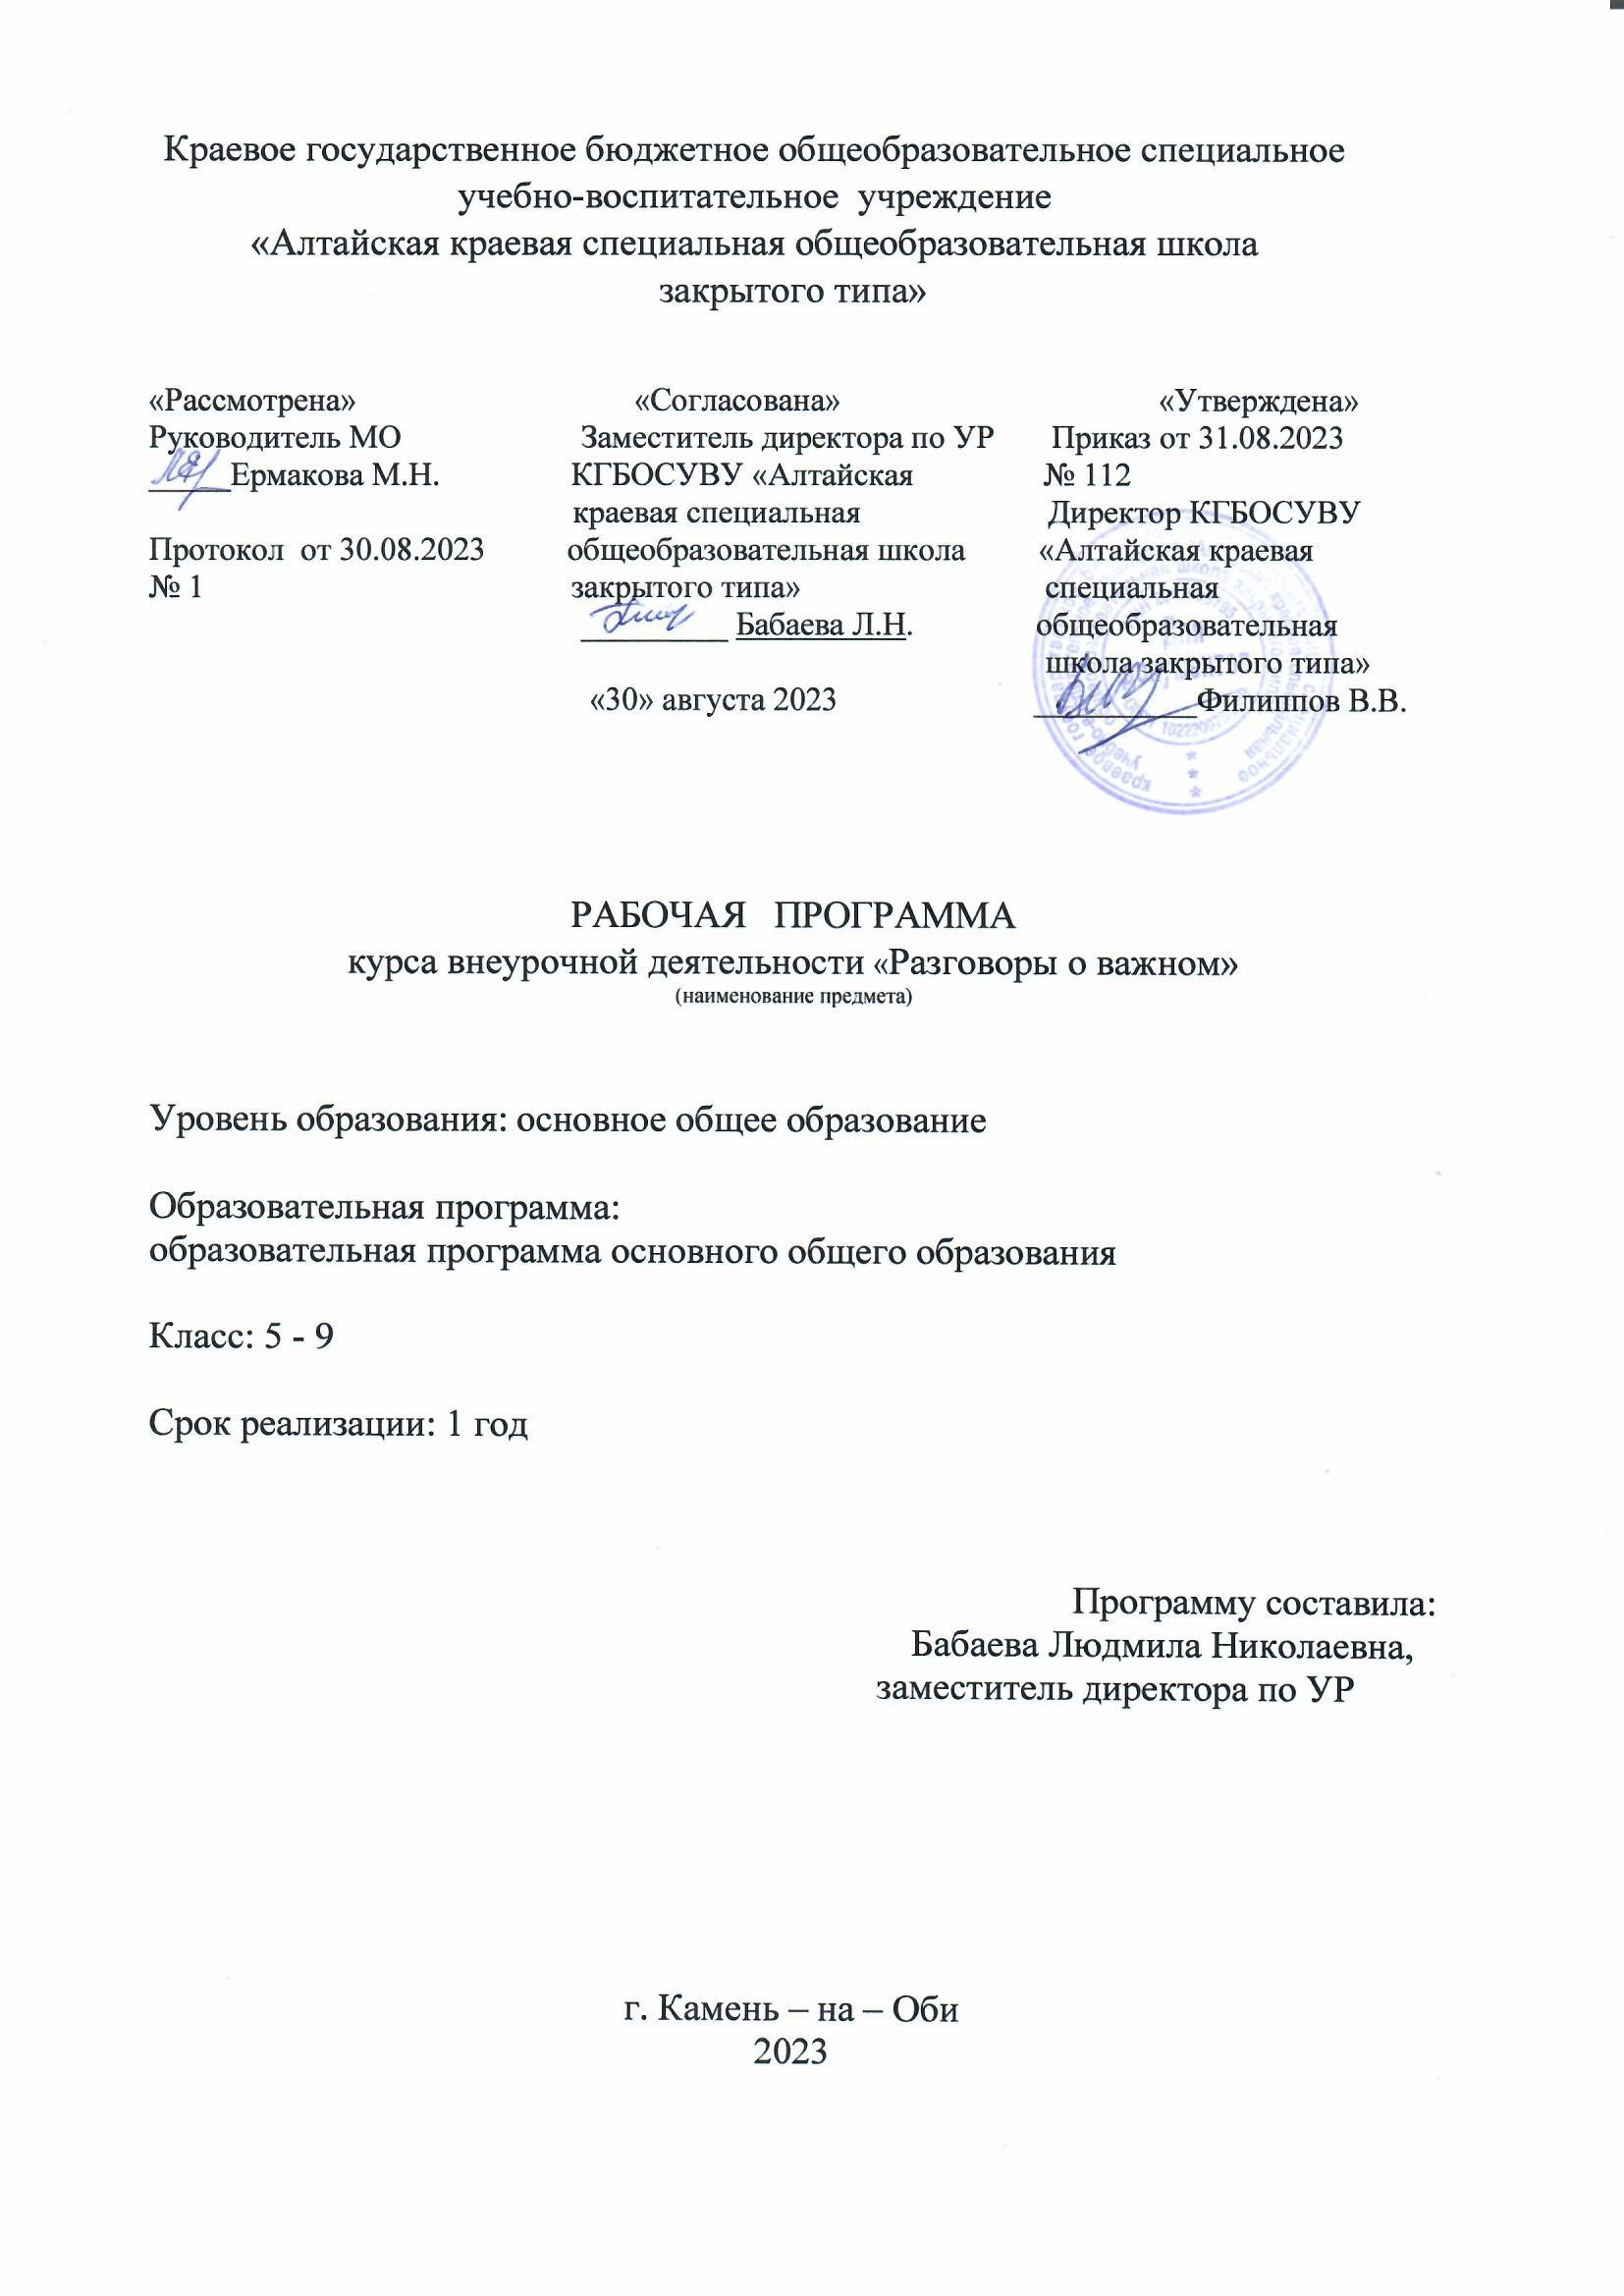 Краевое государственное бюджетное общеобразовательное специальное
учебно-воспитательное учреждение
«Алтайская краевая специальная общеобразовательная школа
закрытого типа»
«Рассмотрена»
Руководитель МО
_____Ермакова М.Н.
Протокол от 30.08.2023
№ 1
«Согласована»
Заместитель директора по УР
КГБОСУВУ «Алтайская
краевая специальная
общеобразовательная школа
закрытого типа»
_________ Бабаева Л.Н.
«30» августа 2023
«Утверждена»
Приказ от 31.08.2023
№ 112
Директор КГБОСУВУ
«Алтайская краевая
специальная
общеобразовательная
школа закрытого типа»
__________Филиппов В.В.
РАБОЧАЯ ПРОГРАММА
курса внеурочной деятельности «Разговоры о важном»
(наименование предмета)
Уровень образования: основное общее образование
Образовательная программа:
образовательная программа основного общего образования
Класс: 5 - 9
Срок реализации: 1 год
Программу составила:
Бабаева Людмила Николаевна,
заместитель директора по УР
г. Камень – на – Оби
2023